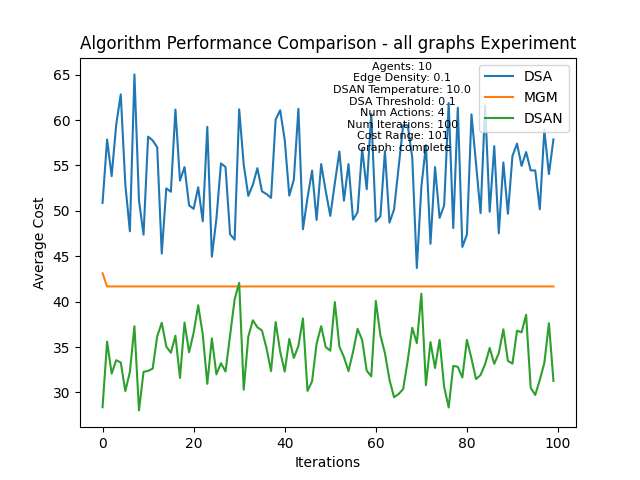 Algorithm Performance Comparison - all graphs Experiment
Agents: 10
Edge Density: 0.1
DSAN Temperature: 10.0
DSA Threshold: 0.1
Num Actions: 4
Num Iterations: 100
Cost Range: 101
Graph: complete
DSA
MGM
DSAN
Average Cost
65
60
55
50
45
40
35
30
0 20 40 60 80 100
Iterations